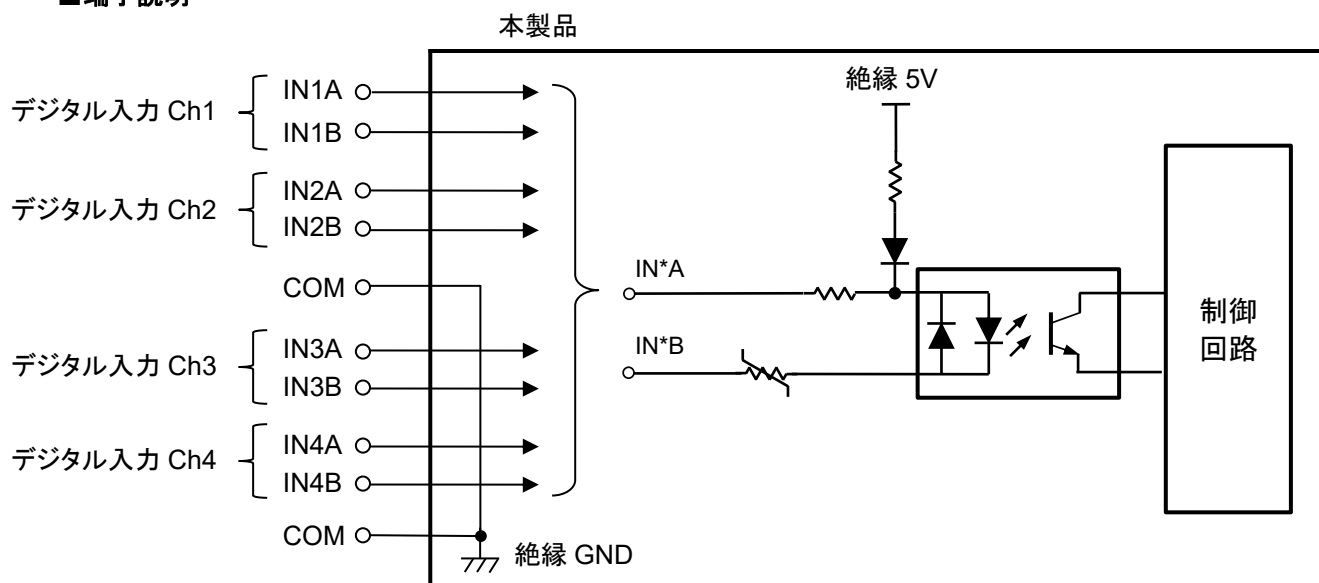 ■端子説明
本製品
絶縁 5V
デジタル入力 Ch1
IN1A
IN1B
デジタル入力 Ch2
IN2A
IN2B
COM
デジタル入力 Ch3
IN3A
IN3B
デジタル入力 Ch4
IN4A
IN4B
COM
絶縁 GND
IN*A
IN*B
制御
回路